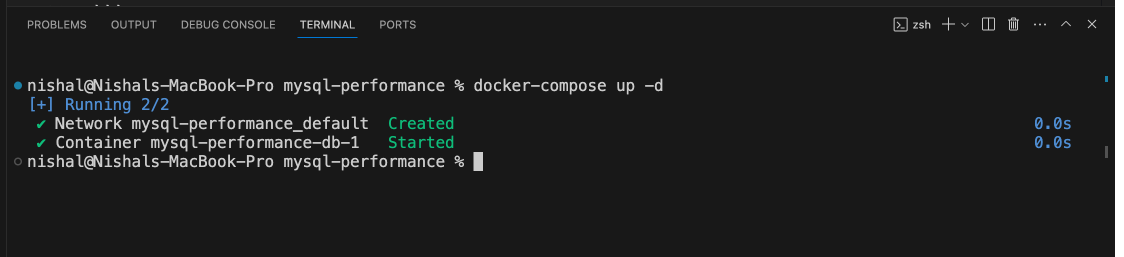 PROBLEMS OUTPUT DEBUG CONSOLE TERMINAL PORTS zsh
nishal@Nishals-MacBook-Pro mysql-performance % docker-compose up -d
[+] Running 2/2
✔ Network mysql-performance_default Created 0.0s
✔ Container mysql-performance-db-1 Started 0.0s
nishal@Nishals-MacBook-Pro mysql-performance %